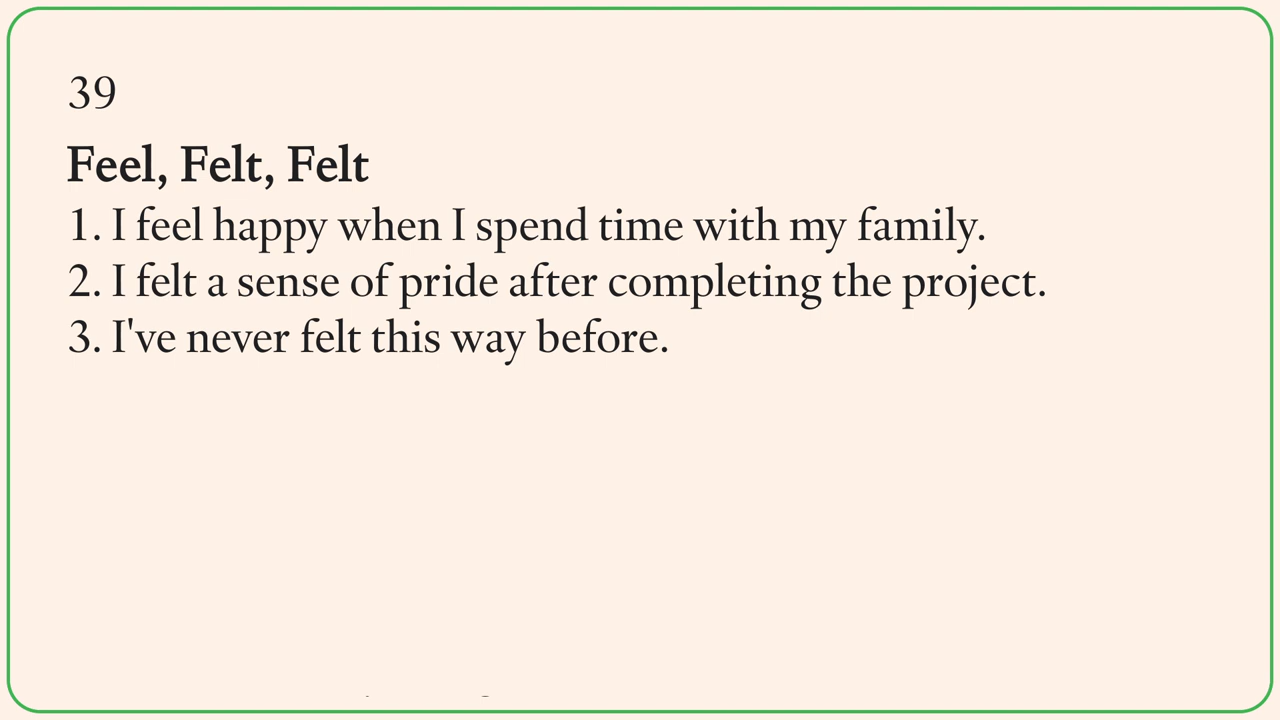 39
Feel, Felt, Felt
1. I feel happy when I spend time with my family.
2. I felt a sense of pride after completing the project.
3. I've never felt this way before.